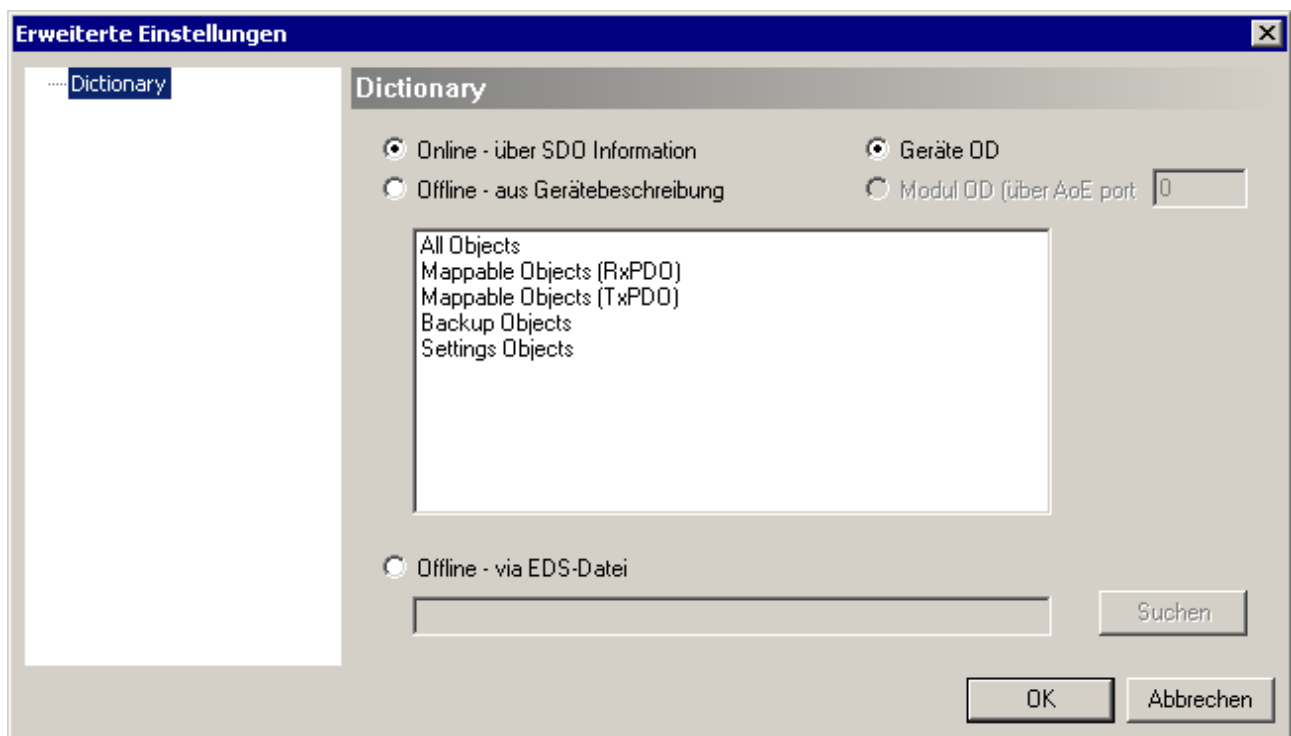 Erweiterte Einstellungen
Dictionary
Dictionary
Online - über SDO Information
Geräte OD
Offline - aus Gerätebeschreibung
Modul OD (über AoE port
0
All Objects
Mappable Objects (RxPDO)
Mappable Objects (TxPDO)
Backup Objects
Settings Objects
Offline - via EDS-Datei
Suchen
OK
Abbrechen